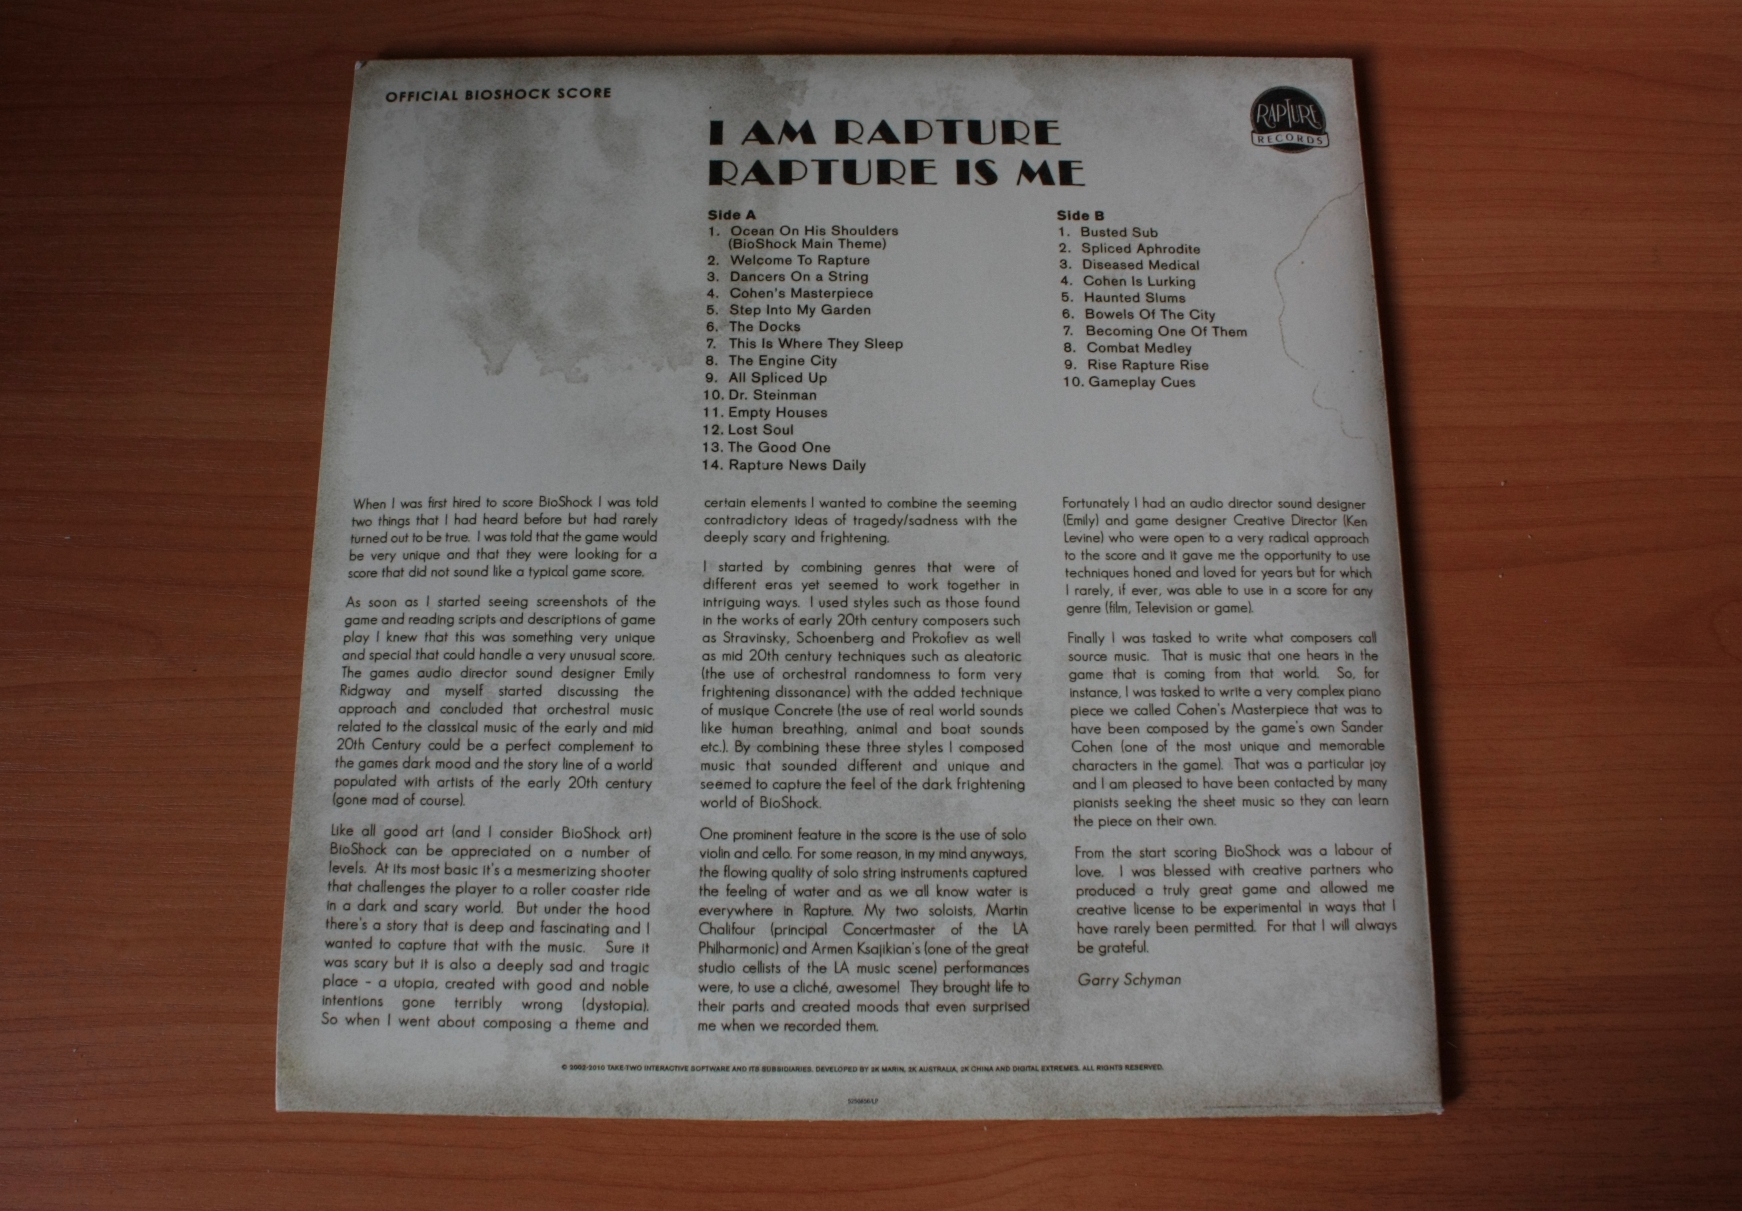 OFFICIAL BIOSHOCK SCORE
RAPTURE
RECORDS
I AM RAPTURE
RAPTURE IS ME
Side A
1. Ocean On His Shoulders
(BioShock Main Theme)
2. Welcome To Rapture
3. Dancers On a String
4. Cohen's Masterpiece
5. Step Into My Garden
6. The Docks
7. This Is Where They Sleep
8. The Engine City
9. All Spliced Up
10. Dr. Steinman
11. Empty Houses
12. Lost Soul
13. The Good One
14. Rapture News Daily
Side B
1. Busted Sub
2. Spliced Aphrodite
3. Diseased Medical
4. Cohen Is Lurking
5. Haunted Slums
6. Bowels Of The City
7. Becoming One Of Them
8. Combat Medley
9. Rise Rapture Rise
10. Gameplay Cues
When I was first hired to score BioShock I was told
two things that I had heard before but had rarely
turned out to be true. I was told that the game would
be very unique and that they were looking for a
score that did not sound like a typical game score.
As soon as I started seeing screenshots of the
game and reading scripts and descriptions of game
play I knew that this was something very unique
and special that could handle a very unusual score.
The games audio director sound designer Emily
Ridgway and myself started discussing the
approach and concluded that orchestral music
related to the classical music of the early and mid
20th Century could be a perfect complement to
the games dark mood and the story line of a world
populated with artists of the early 20th century
(gone mad of course).
Like all good art (and I consider BioShock art)
BioShock can be appreciated on a number of
levels. At its most basic it's a mesmerizing shooter
that challenges the player to a roller coaster ride
in a dark and scary world. But under the hood
there's a story that is deep and fascinating and I
wanted to capture that with the music. Sure it
was scary but it is also a deeply sad and tragic
place - a utopia, created with good and noble
intentions gone terribly wrong (dystopia).
So when I went about composing a theme and
certain elements I wanted to combine the seeming
contradictory ideas of tragedy/sadness with the
deeply scary and frightening.
I started by combining genres that were of
different eras yet seemed to work together in
intriguing ways. I used styles such as those found
in the works of early 20th century composers such
as Stravinsky, Schoenberg and Prokofiev as well
as mid 20th century techniques such as aleatoric
(the use of orchestral randomness to form very
frightening dissonance) with the added technique
of musique Concrete (the use of real world sounds
like human breathing, animal and boat sounds
etc.). By combining these three styles I composed
music that sounded different and unique and
seemed to capture the feel of the dark frightening
world of BioShock.
One prominent feature in the score is the use of solo
violin and cello. For some reason, in my mind anyways,
the flowing quality of solo string instruments captured
the feeling of water and as we all know water is
everywhere in Rapture. My two soloists, Martin
Chalifour (principal Concertmaster of the LA
Philharmonic) and Armen Ksajikian's (one of the great
studio cellists of the LA music scene) performances
were, to use a cliché, awesome! They brought life to
their parts and created moods that even surprised
me when we recorded them.
Fortunately I had an audio director sound designer
(Emily) and game designer Creative Director (Ken
Levine) who were open to a very radical approach
to the score and it gave me the opportunity to use
techniques honed and loved for years but for which
I rarely, if ever, was able to use in a score for any
genre (film, Television or game).
Finally I was tasked to write what composers call
source music. That is music that one hears in the
game that is coming from that world. So, for
instance, I was tasked to write a very complex piano
piece we called Cohen's Masterpiece that was to
have been composed by the game's own Sander
Cohen (one of the most unique and memorable
characters in the game). That was a particular joy
and I am pleased to have been contacted by many
pianists seeking the sheet music so they can learn
the piece on their own.
From the start scoring BioShock was a labour of
love. I was blessed with creative partners who
produced a truly great game and allowed me
creative license to be experimental in ways that I
have rarely been permitted. For that I will always
be grateful.
Garry Schyman
© 2002-2010 TAKE-TWO INTERACTIVE SOFTWARE AND ITS SUBSIDIARIES. DEVELOPED BY 2K MARIN, 2K AUSTRALIA, 2K CHINA AND DIGITAL EXTREMES. ALL RIGHTS RESERVED.